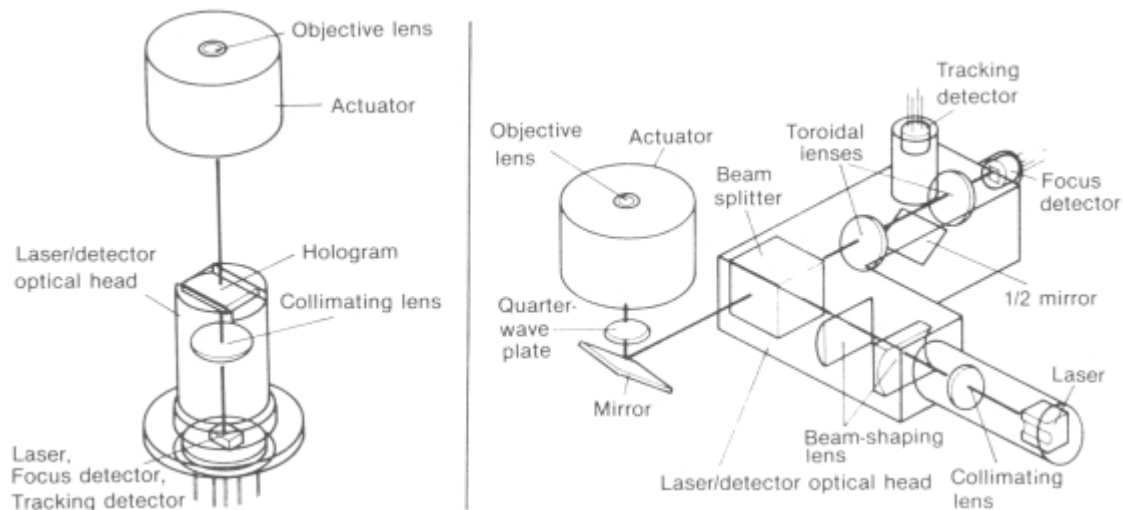 Objective lens
Actuator
Laser/detector
optical head
Hologram
Collimating lens
Laser,
Focus detector,
Tracking detector
Tracking
detector
Objective
lens
Actuator
Toroidal
lenses
Beam
splitter
Focus
detector
Quarter-
wave
plate
1/2 mirror
Mirror
Laser
Beam-shaping
lens
Laser/detector optical head
Collimating
lens